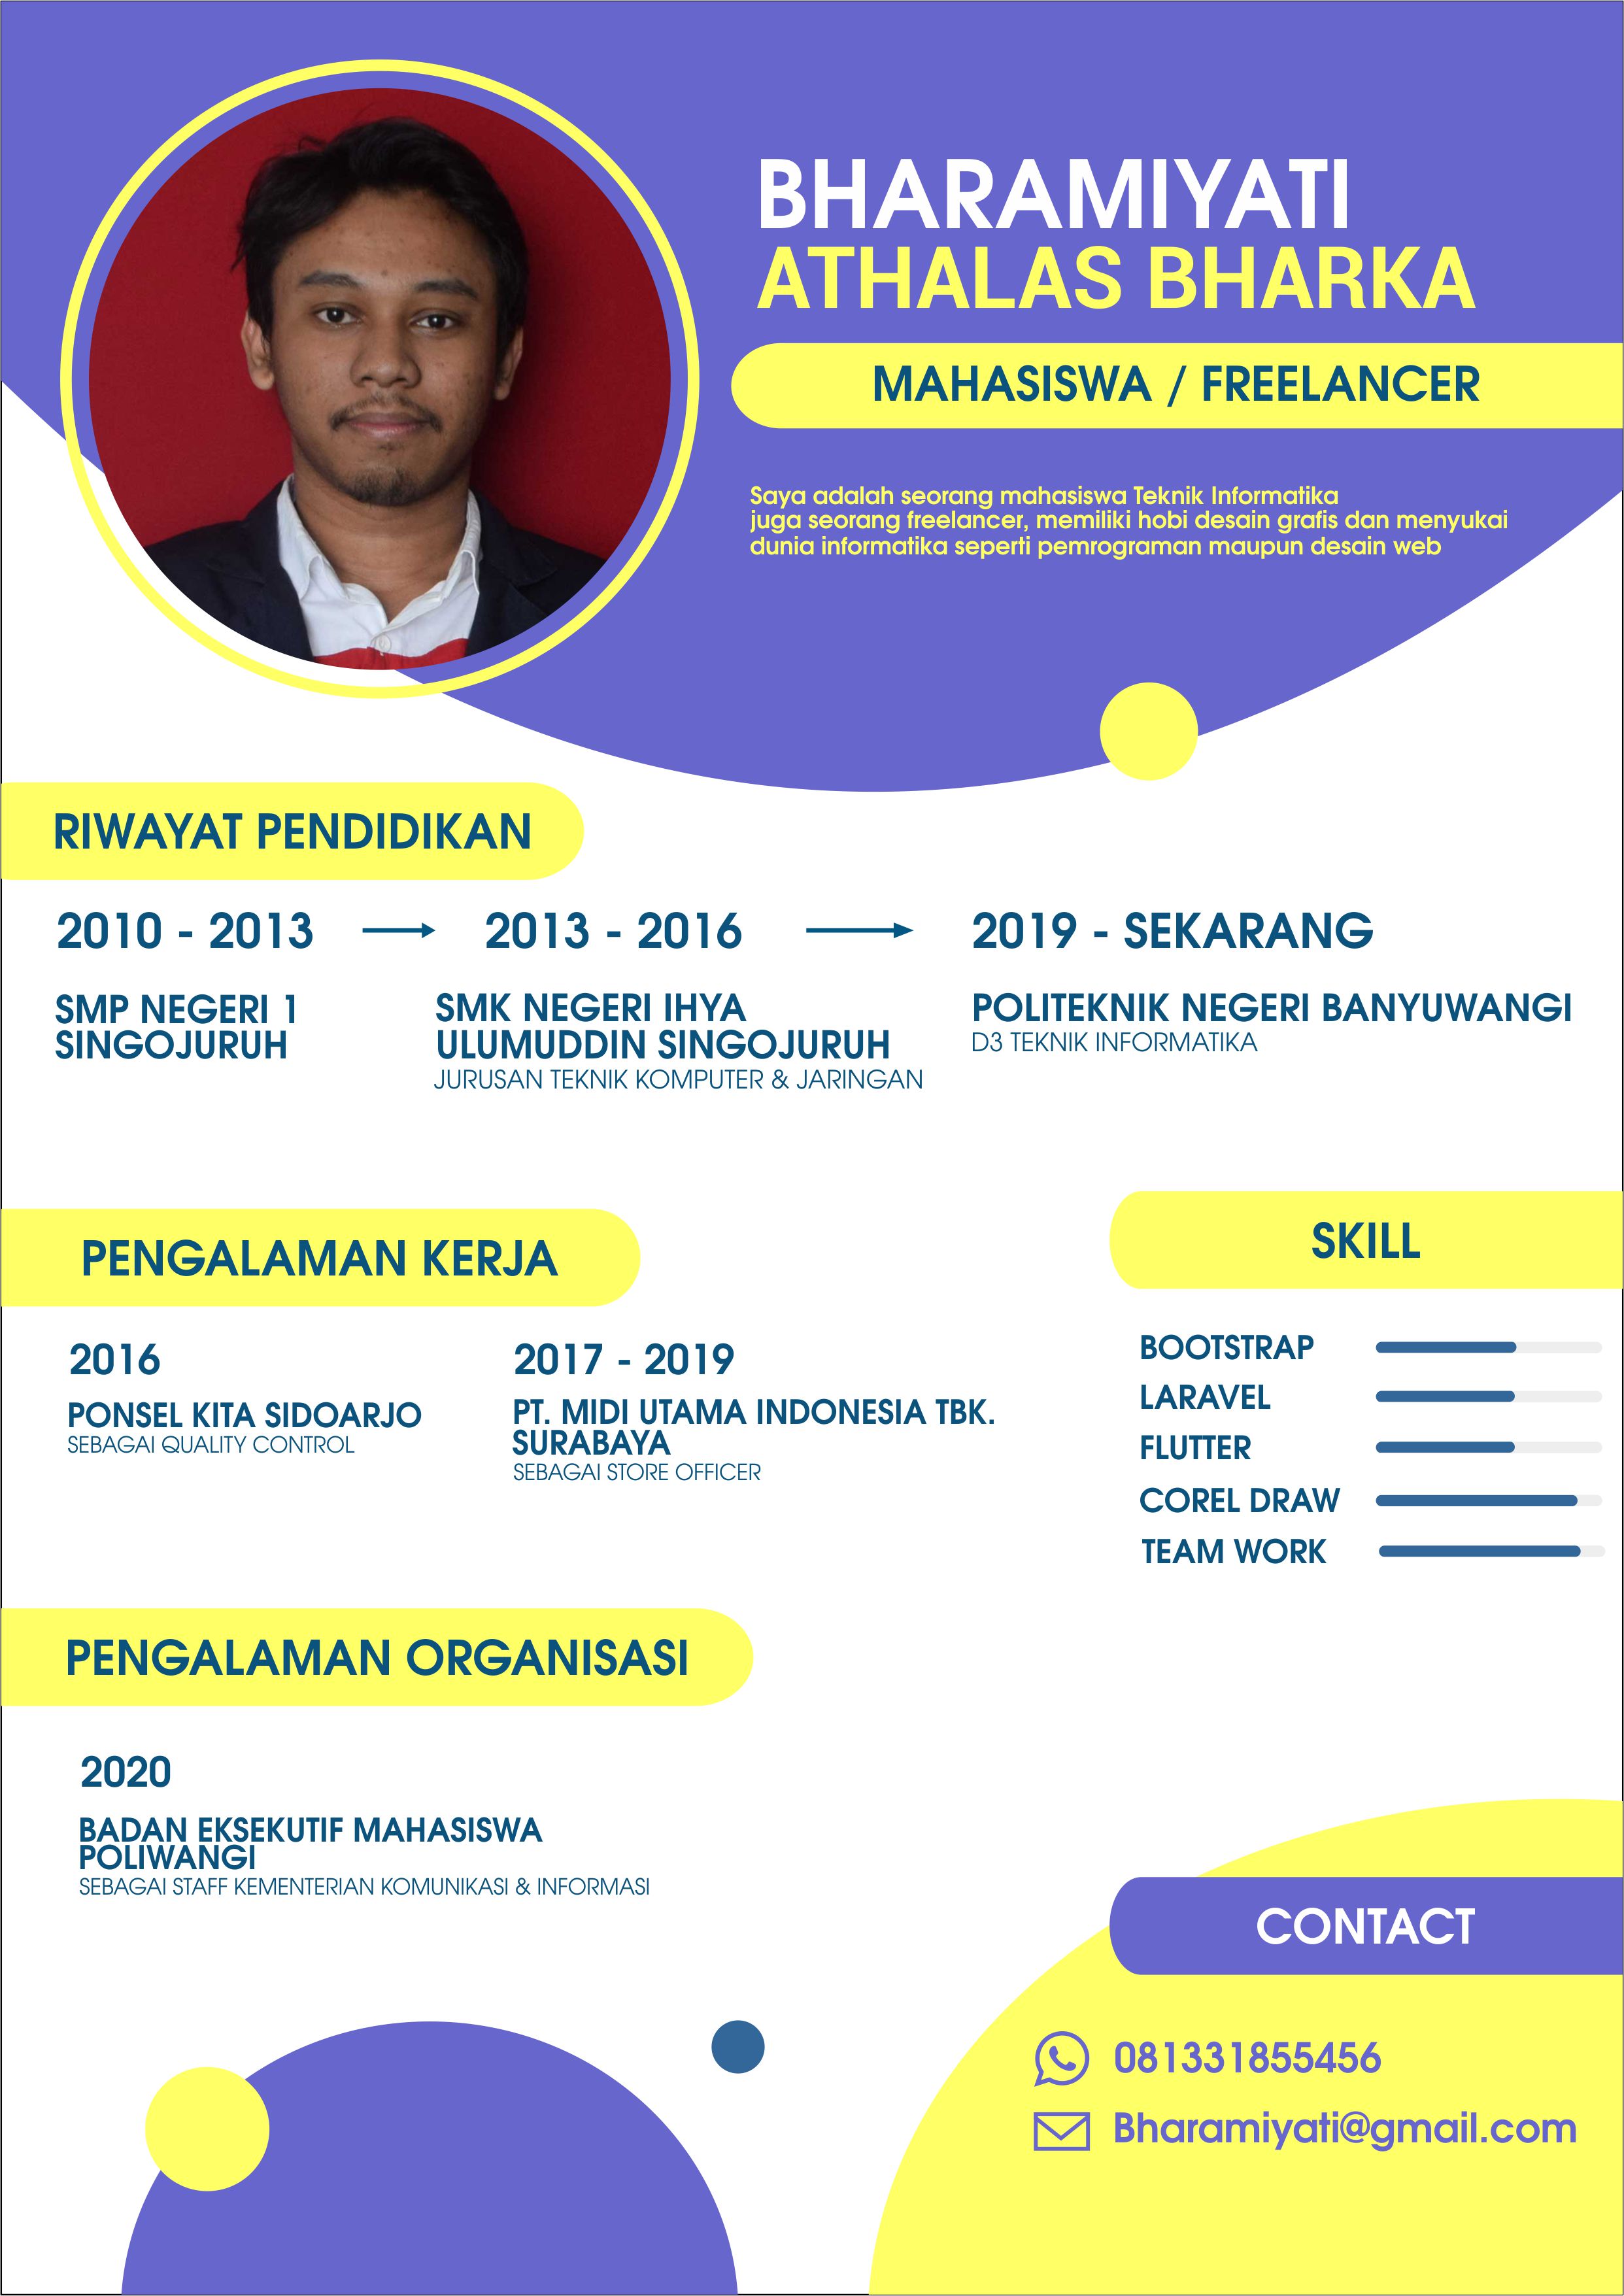 BHARAMIYATI
ATHALAS BHARKA
MAHASISWA / FREELANCER
Saya adalah seorang mahasiswa Teknik Informatika
juga seorang freelancer, memiliki hobi desain grafis dan menyukai
dunia informatika seperti pemrograman maupun desain web
RIWAYAT PENDIDIKAN
2010 - 2013
SMP NEGERI 1
SINGOJURUH
2013 - 2016
SMK NEGERI IHYA
ULUMUDDIN SINGOJURUH
JURUSAN TEKNIK KOMPUTER & JARINGAN
2019 - SEKARANG
POLITEKNIK NEGERI BANYUWANGI
D3 TEKNIK INFORMATIKA
PENGALAMAN KERJA
2016
PONSEL KITA SIDOARJO
SEBAGAI QUALITY CONTROL
2017 - 2019
PT. MIDI UTAMA INDONESIA TBK.
SURABAYA
SEBAGAI STORE OFFICER
SKILL
BOOTSTRAP
LARAVEL
FLUTTER
COREL DRAW
TEAM WORK
PENGALAMAN ORGANISASI
2020
BADAN EKSEKUTIF MAHASISWA
POLIWANGI
SEBAGAI STAFF KEMENTERIAN KOMUNIKASI & INFORMASI
CONTACT
081331855456
Bharamiyati@gmail.com